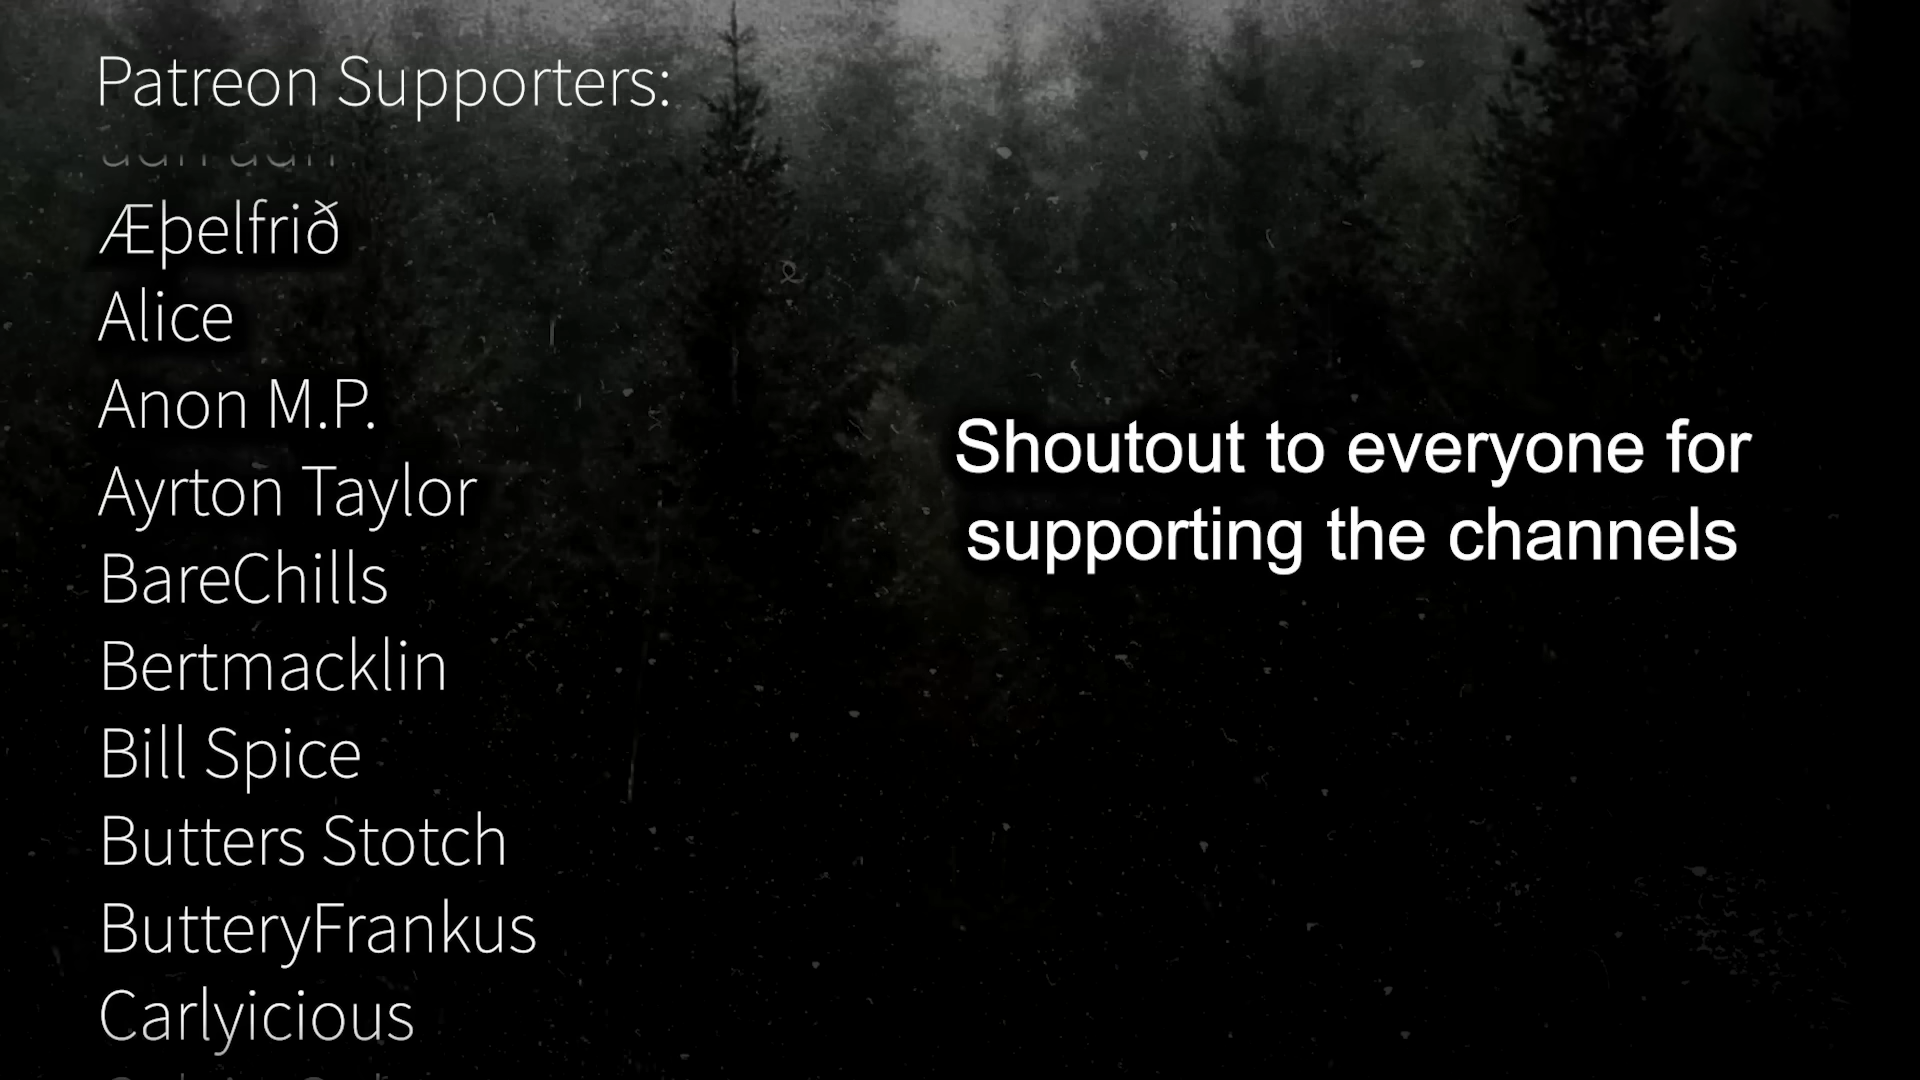 Patreon Supporters:
Æþelfrið
Alice
Anon M.P.
Ayrton Taylor
BareChills
Bertmacklin
Bill Spice
Butters Stotch
ButteryFrankus
Carlyicious
Shoutout to everyone for
supporting the channels